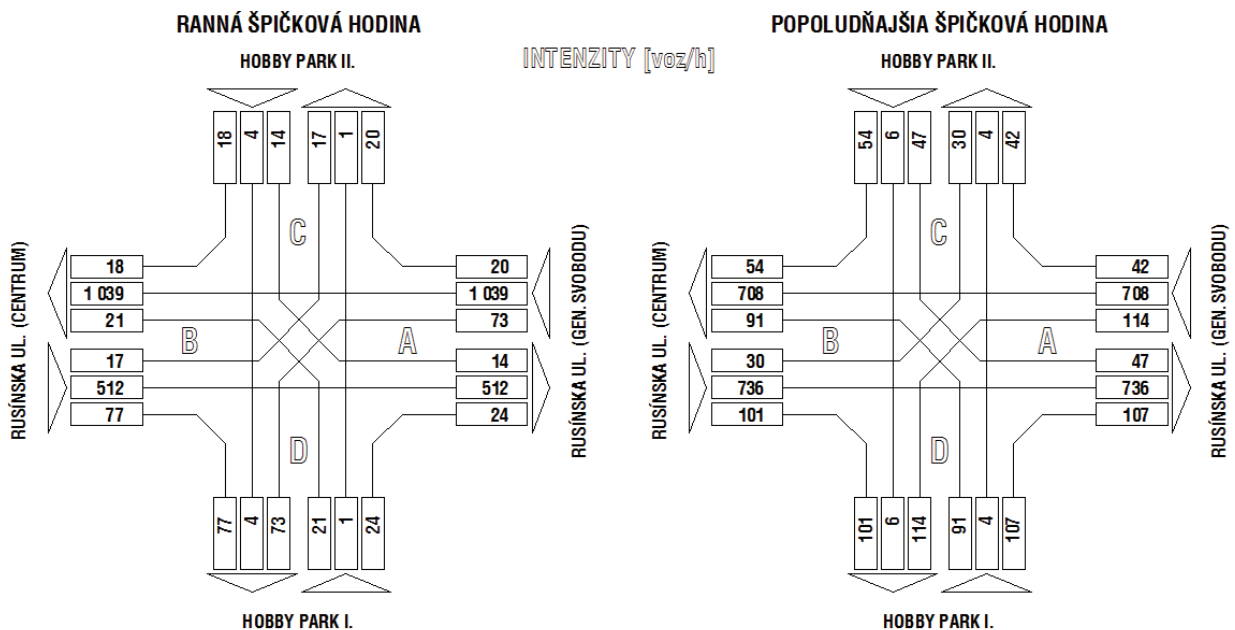 RANNÁ ŠPIČKOVÁ HODINA
HOBBY PARK II.
18 4 14 17 1 20
C
RUSÍNSKA UL. (CENTRUM)
18
1 039
21
B
17
512
77
20
1 039
73
A
14
512
24
RUSÍNSKA UL. (GEN. SVOBODU)
D
77 4 73 21 1 24
HOBBY PARK I.
INTENZITY [voz/h]
POPOLUDŇAJŠIA ŠPIČKOVÁ HODINA
HOBBY PARK II.
54 6 47 30 4 42
C
RUSÍNSKA UL. (CENTRUM)
54
708
91
B
30
736
101
42
708
114
A
47
736
107
RUSÍNSKA UL. (GEN. SVOBODU)
D
101 6 114 91 4 107
HOBBY PARK I.